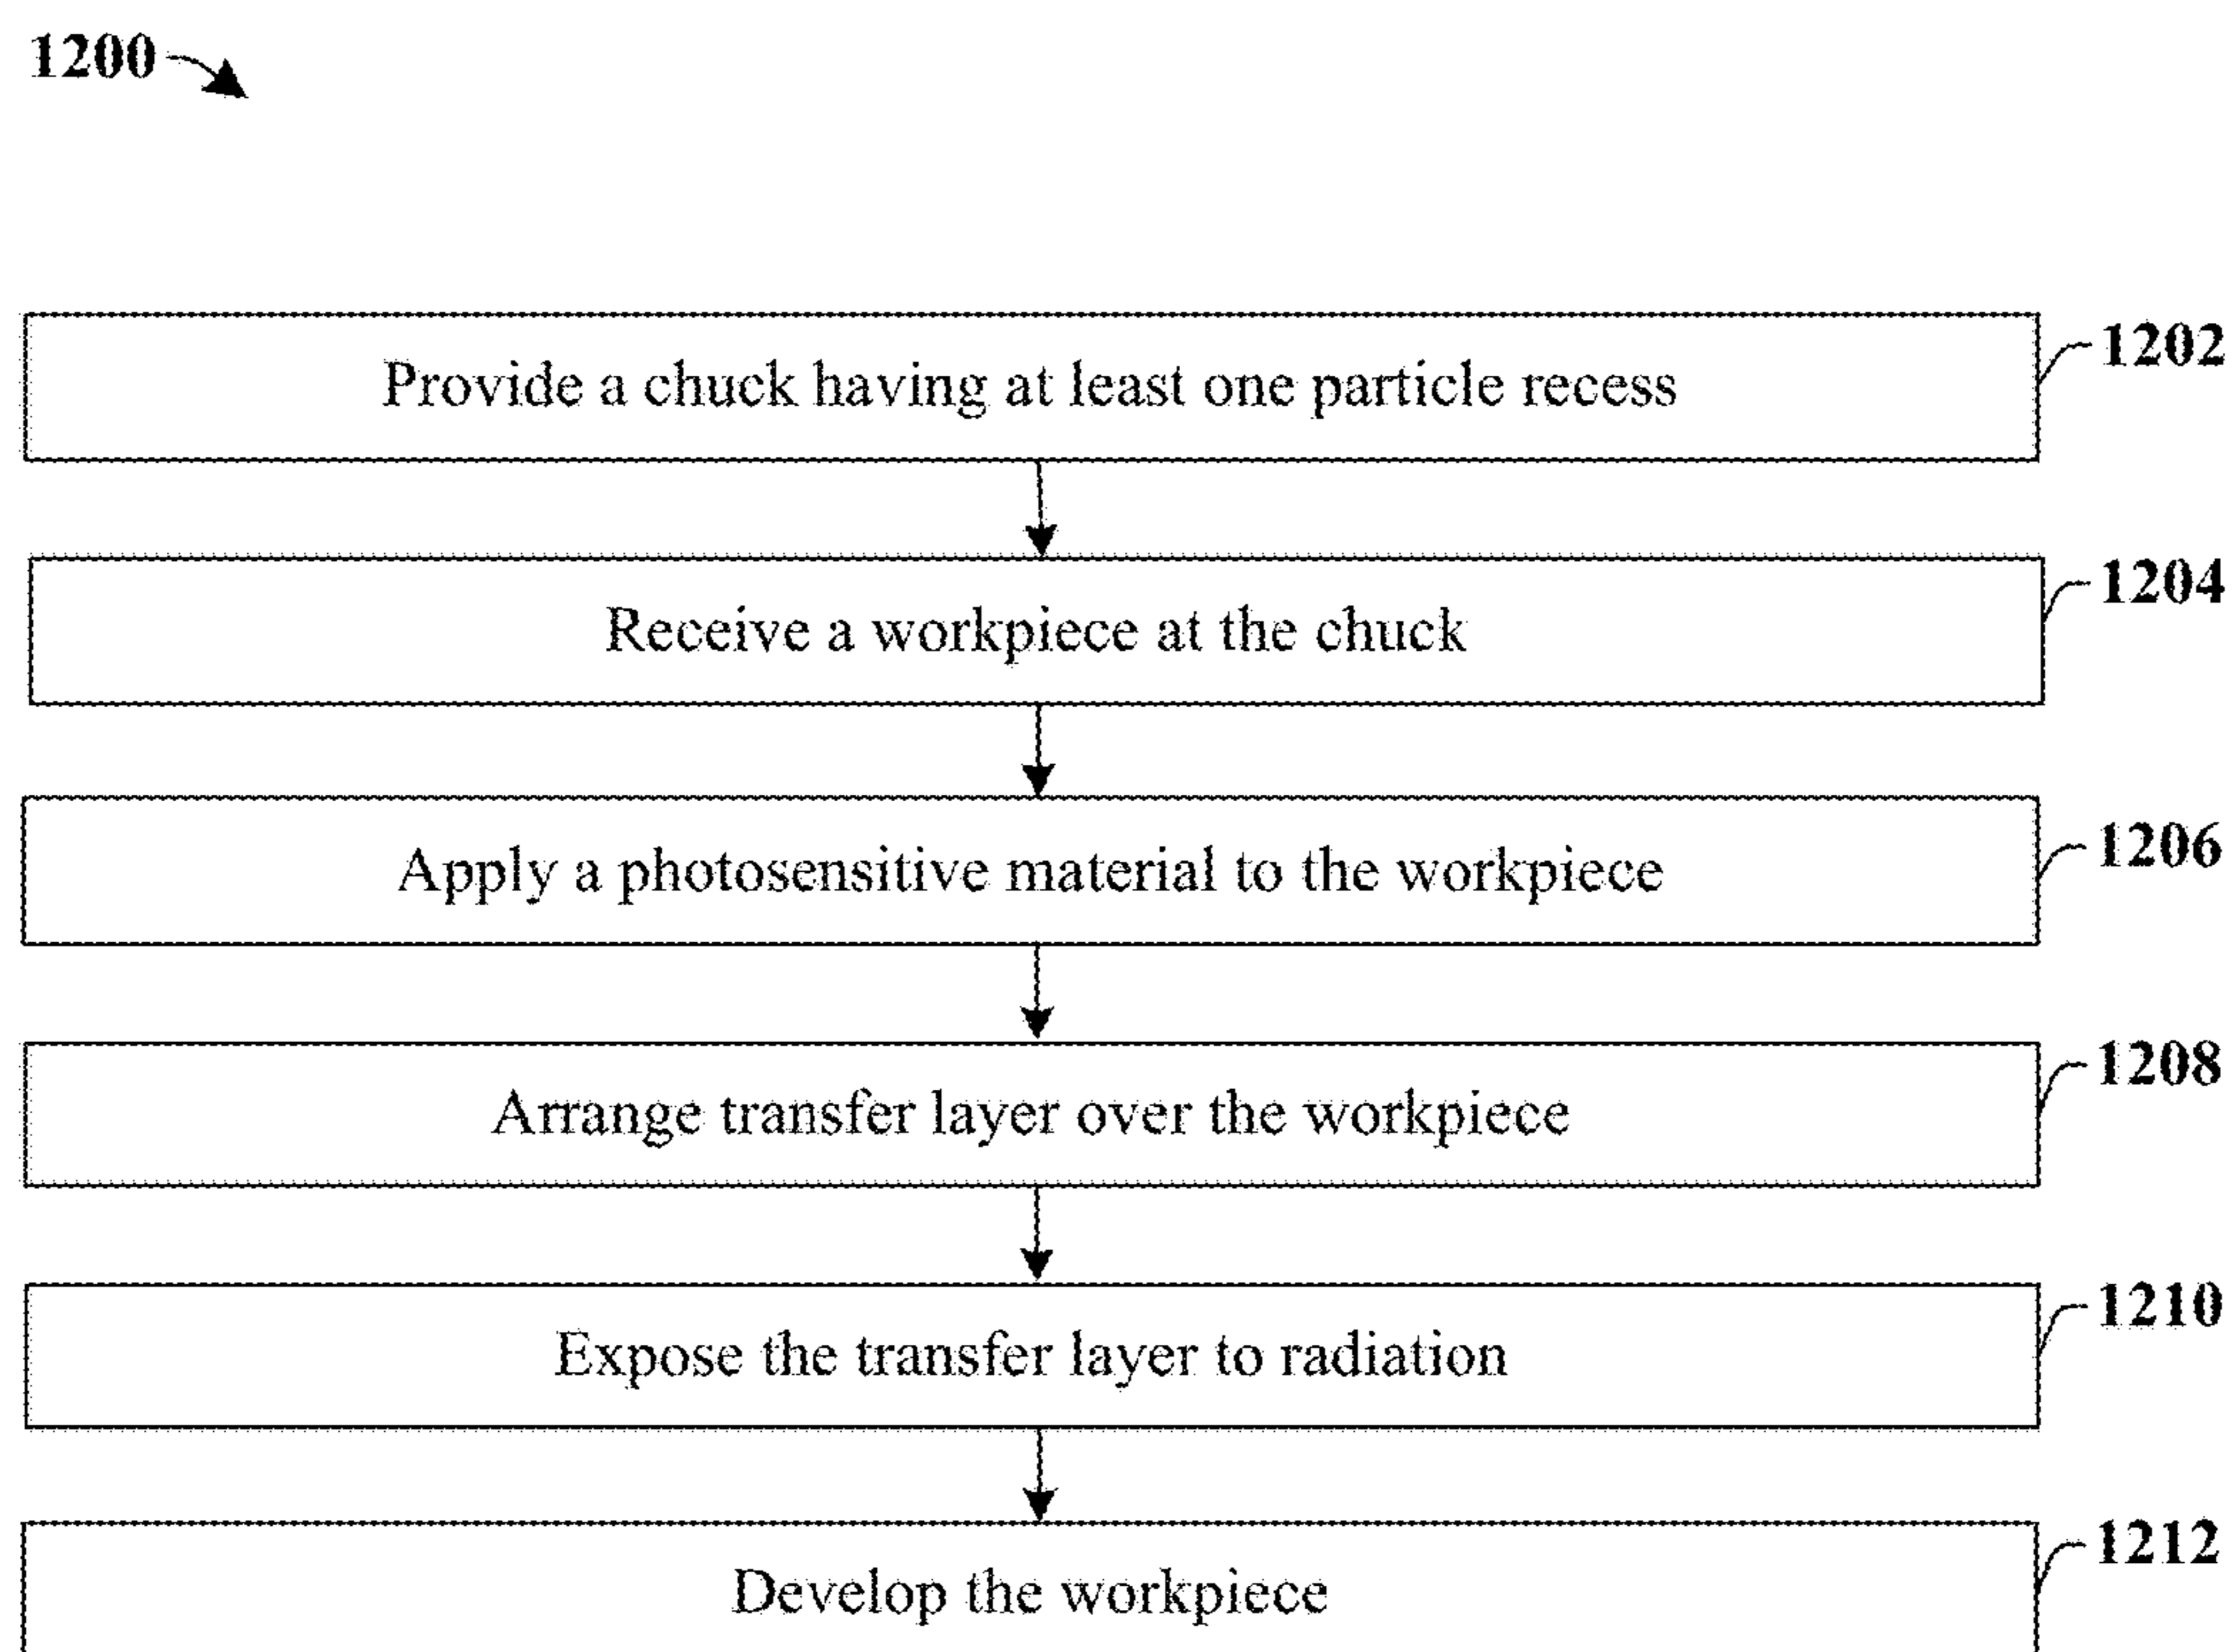 1200
Provide a chuck having at least one particle recess
1202
Receive a workpiece at the chuck
1204
Apply a photosensitive material to the workpiece
1206
Arrange transfer layer over the workpiece
1208
Expose the transfer layer to radiation
1210
Develop the workpiece
1212